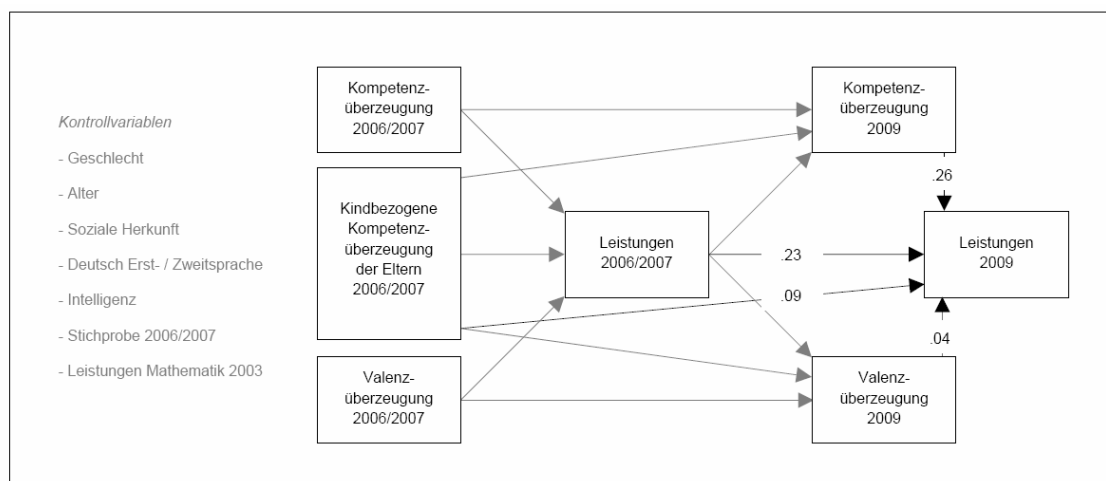 Kontrollvariablen
- Geschlecht
- Alter
- Soziale Herkunft
- Deutsch Erst- / Zweitsprache
- Intelligenz
- Stichprobe 2006/2007
- Leistungen Mathematik 2003
Kompetenz-
überzeugung
2006/2007
Kindbezogene
Kompetenz-
überzeugung
der Eltern
2006/2007
Valenz-
überzeugung
2006/2007
Leistungen
2006/2007
Kompetenz-
überzeugung
2009
.26
.23
.09
.04
Leistungen
2009
Valenz-
überzeugung
2009